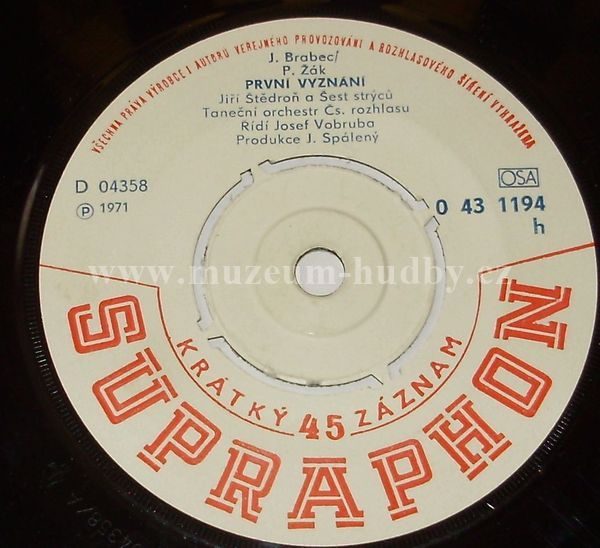 VŠECHNA PRÁVA VÝROBCE I AUTORŮ VEŘEJNÉHO PROVOZOVÁNÍ A ROZHLASOVÉHO ŠÍŘENÍ VYHRAŽENA
J. Brabec/
P. Žák
PRVNÍ VYZNÁNÍ
Jiří Štědroň a Šest strýců
Taneční orchestr Čs. rozhlasu
Řídí Josef Vobruba
Produkce J. Spálený
D 04358
℗ 1971
OSA
0 43 1194
h
www.muzeum-hudby.cz
KRÁTKÝ 45 ZÁZNAM
SUPRAPHON